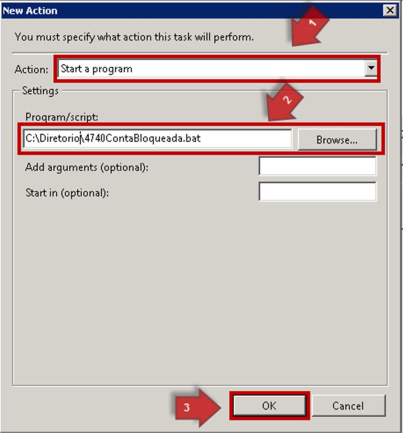 New Action
1
You must specify what action this task will perform.
Action: Start a program
Settings
2
Program/script:
C:\Diretorio\4740ContaBloqueada.bat Browse...
Add arguments (optional):
Start in (optional):
3 OK Cancel